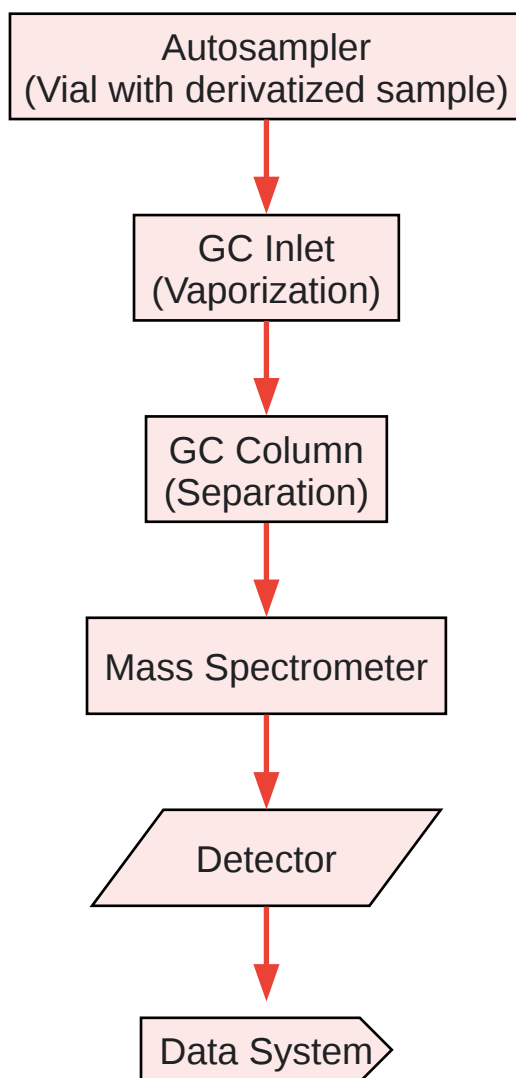 Autosampler
(Vial with derivatized sample)
GC Inlet
(Vaporization)
GC Column
(Separation)
Mass Spectrometer
Detector
Data System